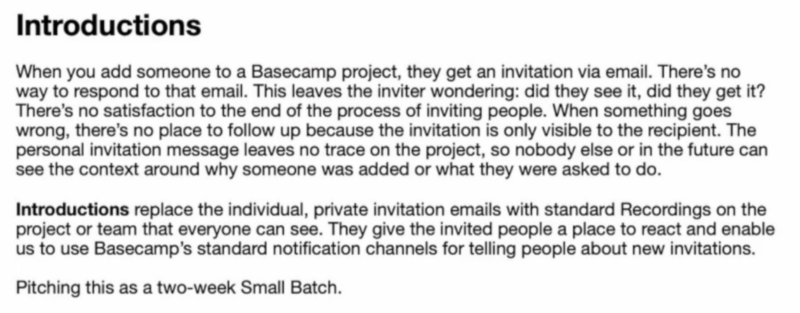 Introductions
When you add someone to a Basecamp project, they get an invitation via email. There's no
way to respond to that email. This leaves the inviter wondering: did they see it, did they get it?
There's no satisfaction to the end of the process of inviting people. When something goes
wrong, there's no place to follow up because the invitation is only visible to the recipient. The
personal invitation message leaves no trace on the project, so nobody else or in the future can
see the context around why someone was added or what they were asked to do.
Introductions replace the individual, private invitation emails with standard Recordings on the
project or team that everyone can see. They give the invited people a place to react and enable
us to use Basecamp's standard notification channels for telling people about new invitations.
Pitching this as a two-week Small Batch.